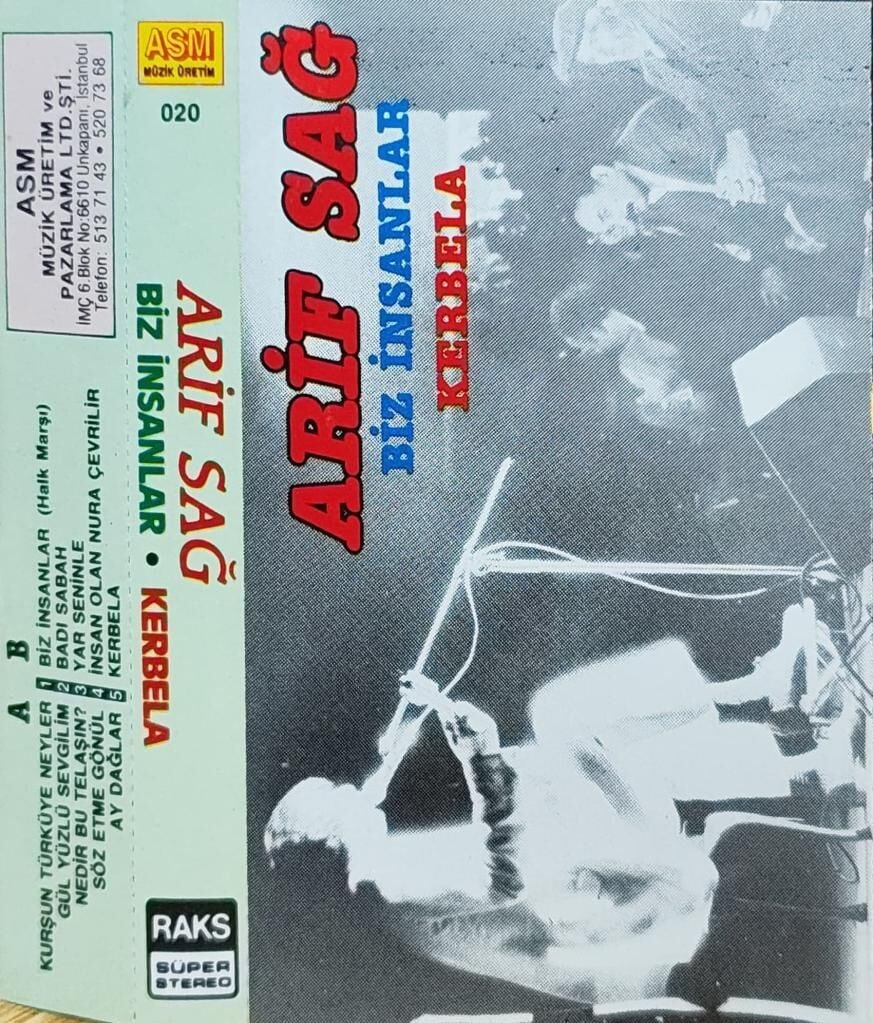 ARİF SAĞ
BİZ İNSANLAR
KERBELA
ASM
MÜZİK ÜRETİM
020
ARİF SAĞ
BİZ İNSANLAR • KERBELA
RAKS
SÜPER
STEREO
A B
KURŞUN TÜRKÜYE NEYLER 1 BİZ İNSANLAR (Halk Marşı)
GÜL YÜZLÜ SEVGİLİM 2 BADI SABAH
NEDİR BU TELAŞIN? 3 YAR SENİNLE
SÖZ ETME GÖNÜL 4 İNSAN OLAN NURA ÇEVRİLİR
AY DAĞLAR 5 KERBELA
ASM
MÜZİK ÜRETİM ve
PAZARLAMA LTD.ŞTİ.
İMÇ 6.Blok No:6610 Unkapanı, İstanbul
Telefon: 513 71 43 • 520 73 68